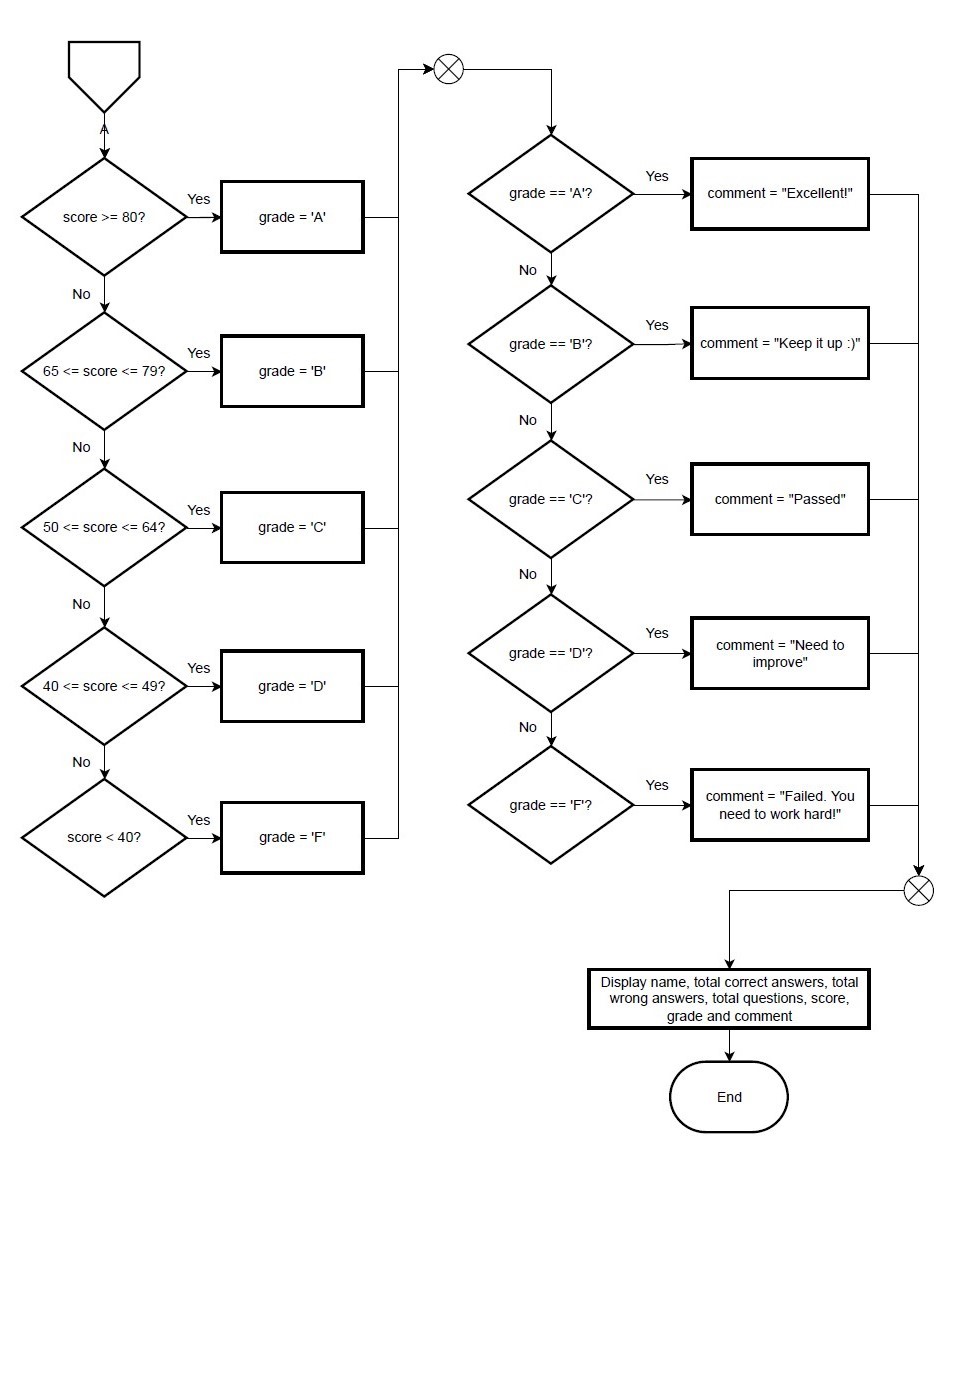 A
score >= 80?
Yes
grade = 'A'
No
65 <= score <= 79?
Yes
grade = 'B'
No
50 <= score <= 64?
Yes
grade = 'C'
No
40 <= score <= 49?
Yes
grade = 'D'
No
score < 40?
Yes
grade = 'F'
grade == 'A'?
Yes
comment = "Excellent!"
No
grade == 'B'?
Yes
comment = "Keep it up :)"
No
grade == 'C'?
Yes
comment = "Passed"
No
grade == 'D'?
Yes
comment = "Need to
improve"
No
grade == 'F'?
Yes
comment = "Failed. You
need to work hard!"
Display name, total correct answers, total
wrong answers, total questions, score,
grade and comment
End